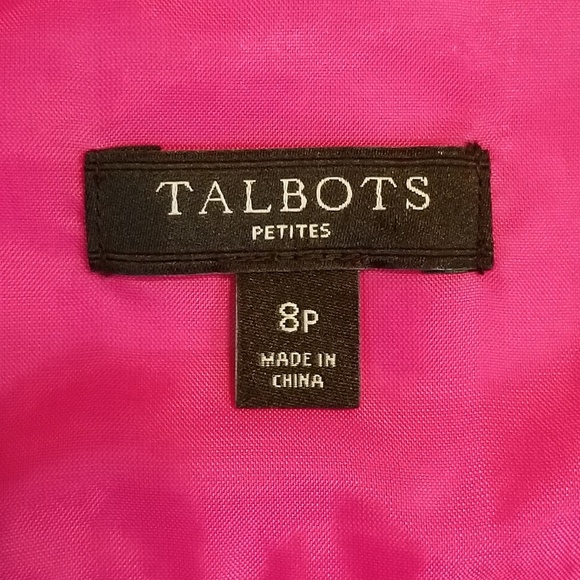 TALBOTS
PETITES
8P
MADE IN
CHINA